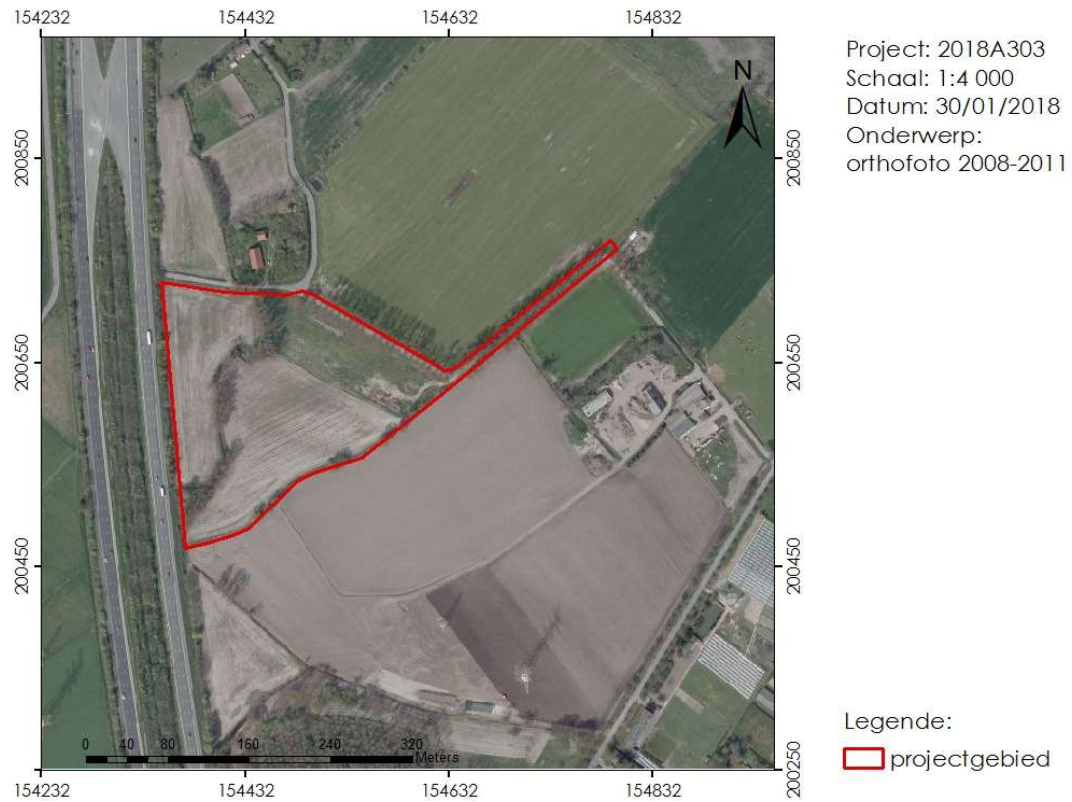 154232 154432 154632 154832
N
Project: 2018A303
Schaal: 1:4 000
Datum: 30/01/2018
Onderwerp:
orthofoto 2008-2011
200850 200850
200650 200650
200450 200450
200250
0 40 80 160 240 320
Meters
154232 154432 154632 154832
Legende:
projectgebied